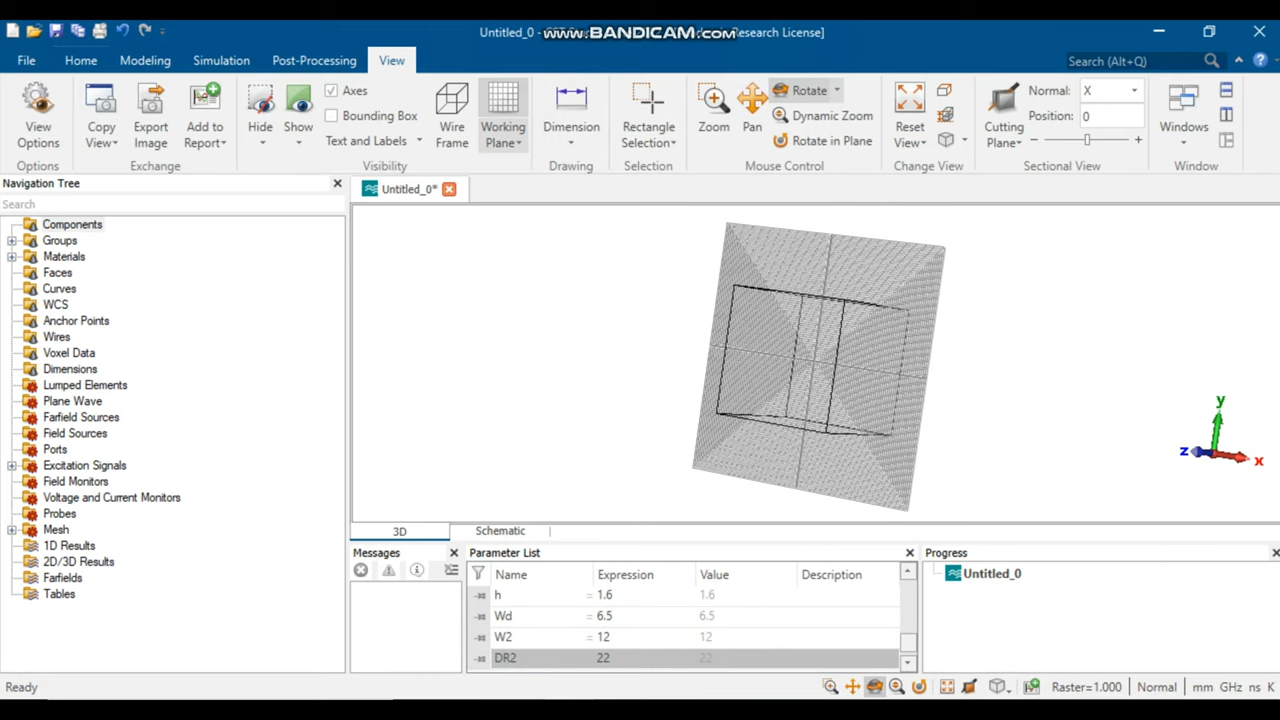 Untitled_0 -
www.BANDICAM.com
Research License]
File Home Modeling Simulation Post-Processing View
Search (Alt+Q)
View Options
Options
Copy View
Export Image
Add to Report
Exchange
Hide
Show
Axes
Bounding Box
Text and Labels
Visibility
Wire Frame
Working Plane
Dimension
Drawing
Rectangle Selection
Selection
Zoom
Pan
Rotate
Dynamic Zoom
Rotate in Plane
Mouse Control
Reset View
Change View
Cutting Plane
Normal: X
Position: 0
Sectional View
Windows
Window
Navigation Tree
Search
Components
Groups
Materials
Faces
Curves
WCS
Anchor Points
Wires
Voxel Data
Dimensions
Lumped Elements
Plane Wave
Farfield Sources
Field Sources
Ports
Excitation Signals
Field Monitors
Voltage and Current Monitors
Probes
Mesh
1D Results
2D/3D Results
Farfields
Tables
Untitled_0*
y
z
x
3D Schematic
Messages
Parameter List
Name Expression Value Description
h = 1.6 1.6
Wd = 6.5 6.5
W2 = 12 12
DR2 22 22
Progress
Untitled_0
Ready
Raster=1.000 Normal mm GHz ns K